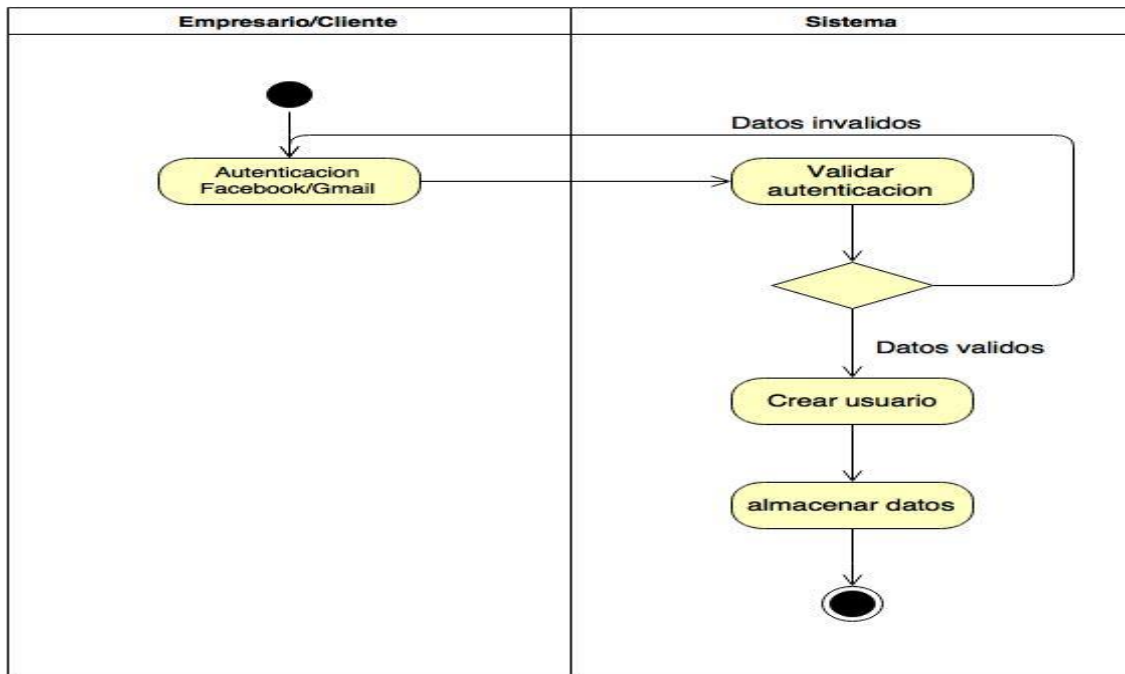 Empresario/Cliente
Sistema
Datos invalidos
Autenticacion
Facebook/Gmail
Validar
autenticacion
Datos validos
Crear usuario
almacenar datos